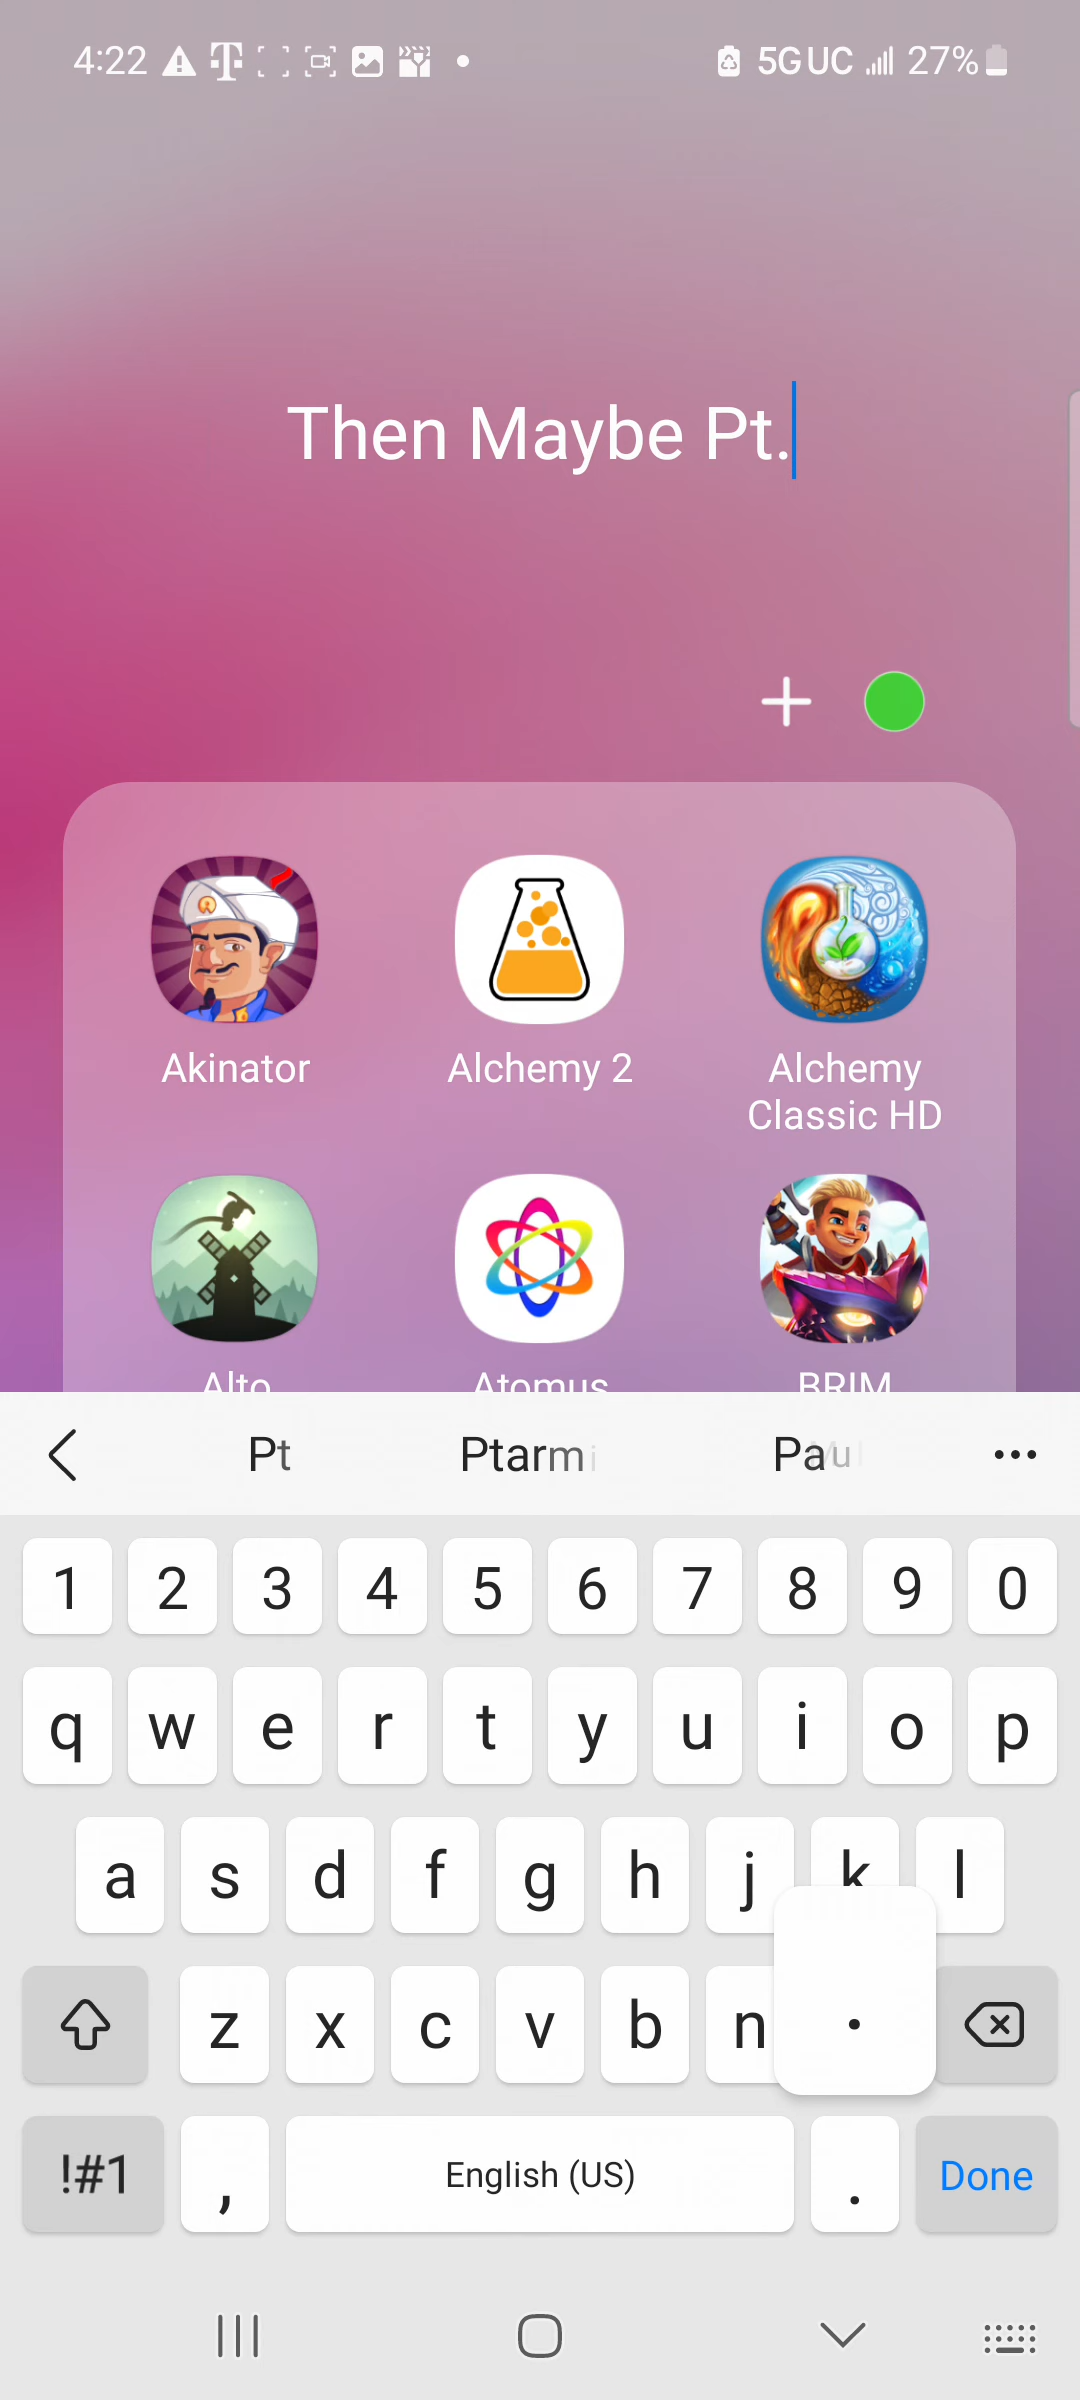 4:22 5G UC 27%
Then Maybe Pt.
Akinator
Alchemy 2
Alchemy
Classic HD
Alto
Atomus
BRIM
Pt Ptarmi
1 2 3 4 5 6 7 8 9 0
q w e r t y u i o p
a s d f g h j k l
z x c v b n .
!#1 , English (US) . Done